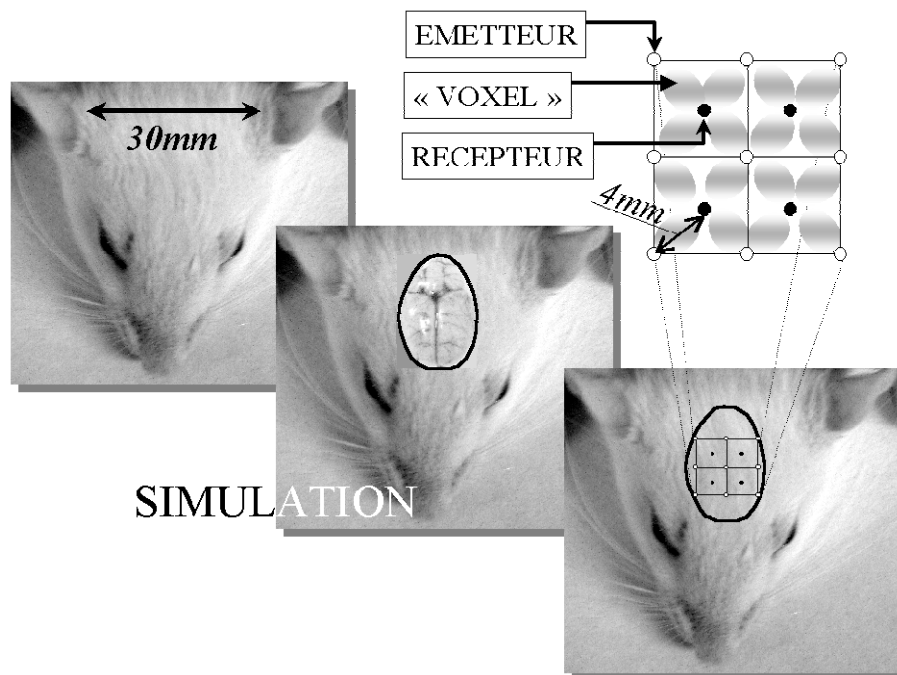 EMETTEUR
« VOXEL »
RECEPTEUR
30mm
4mm
SIMULATION